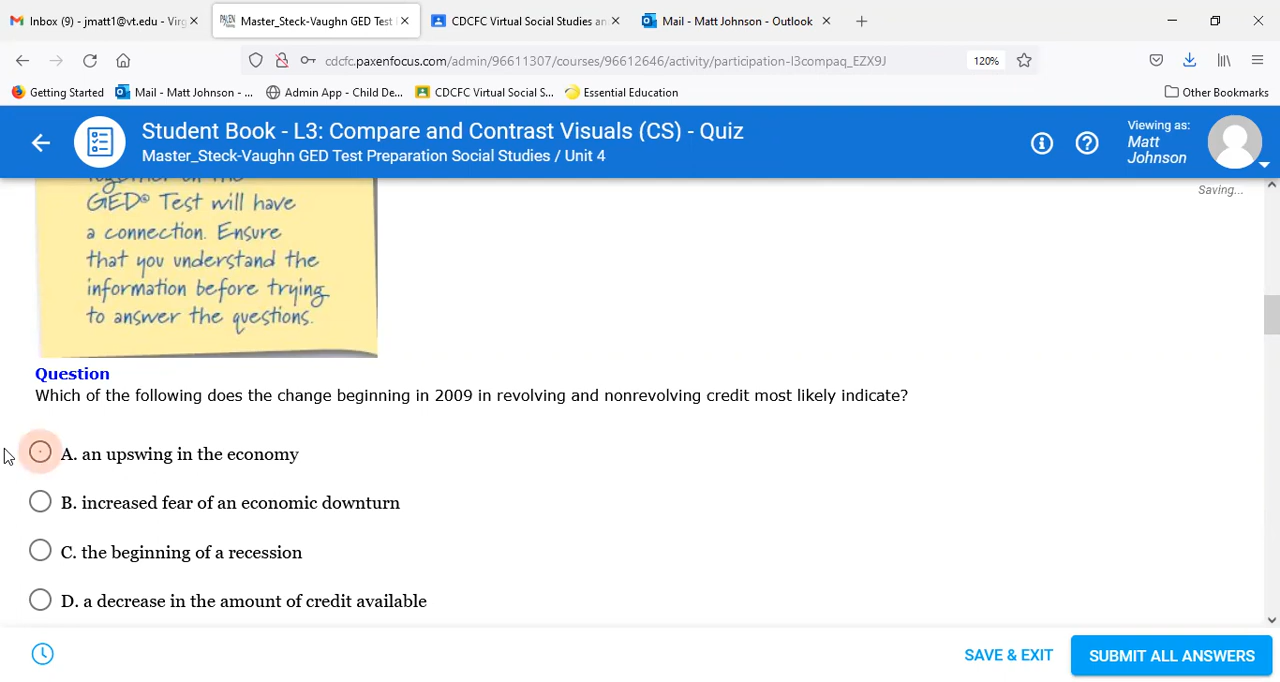 Inbox (9) - jmatt1@vt.edu - Virg
Master_Steck-Vaughn GED Test
CDCFC Virtual Social Studies an
Mail - Matt Johnson - Outlook
cdcfc.paxenfocus.com/admin/96611307/courses/96612646/activity/participation-l3compaq_EZX9J
120%
Getting Started
Mail - Matt Johnson - ...
Admin App - Child De...
CDCFC Virtual Social S...
Essential Education
Other Bookmarks
Student Book - L3: Compare and Contrast Visuals (CS) - Quiz
Master_Steck-Vaughn GED Test Preparation Social Studies / Unit 4
Viewing as:
Matt
Johnson
Saving...
together on the
GED® Test will have
a connection. Ensure
that you understand the
information before trying
to answer the questions.
Question
Which of the following does the change beginning in 2009 in revolving and nonrevolving credit most likely indicate?
A. an upswing in the economy
B. increased fear of an economic downturn
C. the beginning of a recession
D. a decrease in the amount of credit available
SAVE & EXIT
SUBMIT ALL ANSWERS